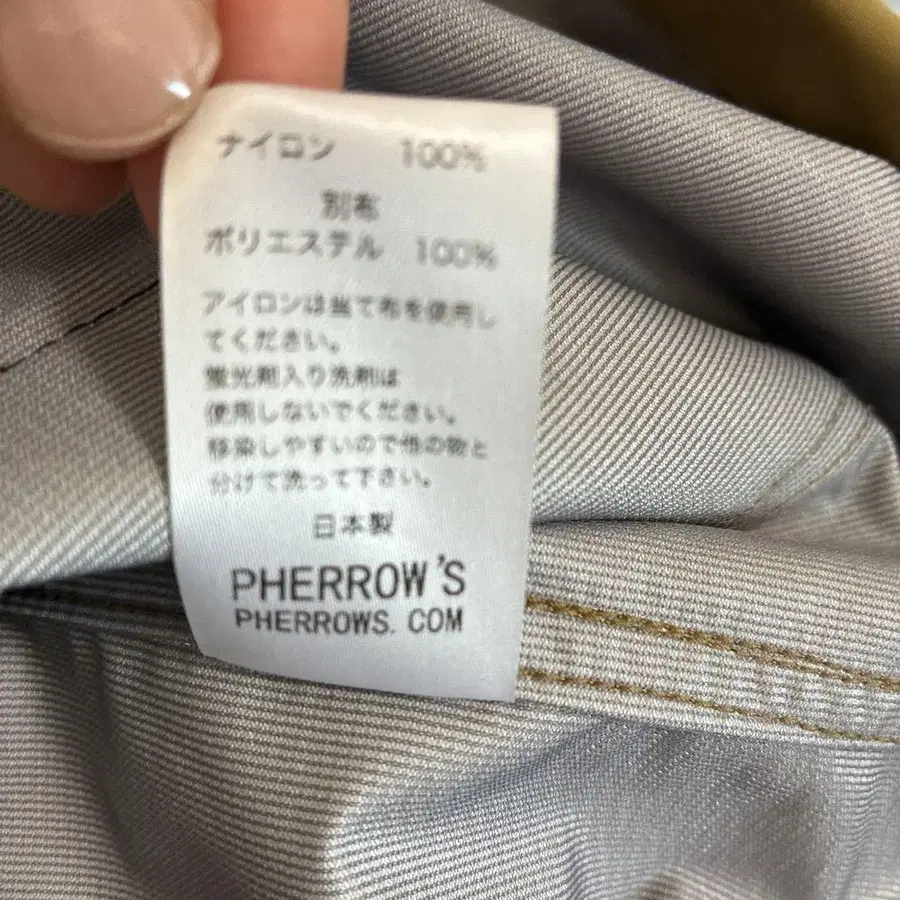 ナイロン 100%
別布
ポリエステル 100%
アイロンは当て布を使用し
てください。
蛍光剤入り洗剤は
使用しないでください。
移染しやすいので他の物と
分けて洗って下さい。
日本製
PHERROW'S
PHERROWS. COM